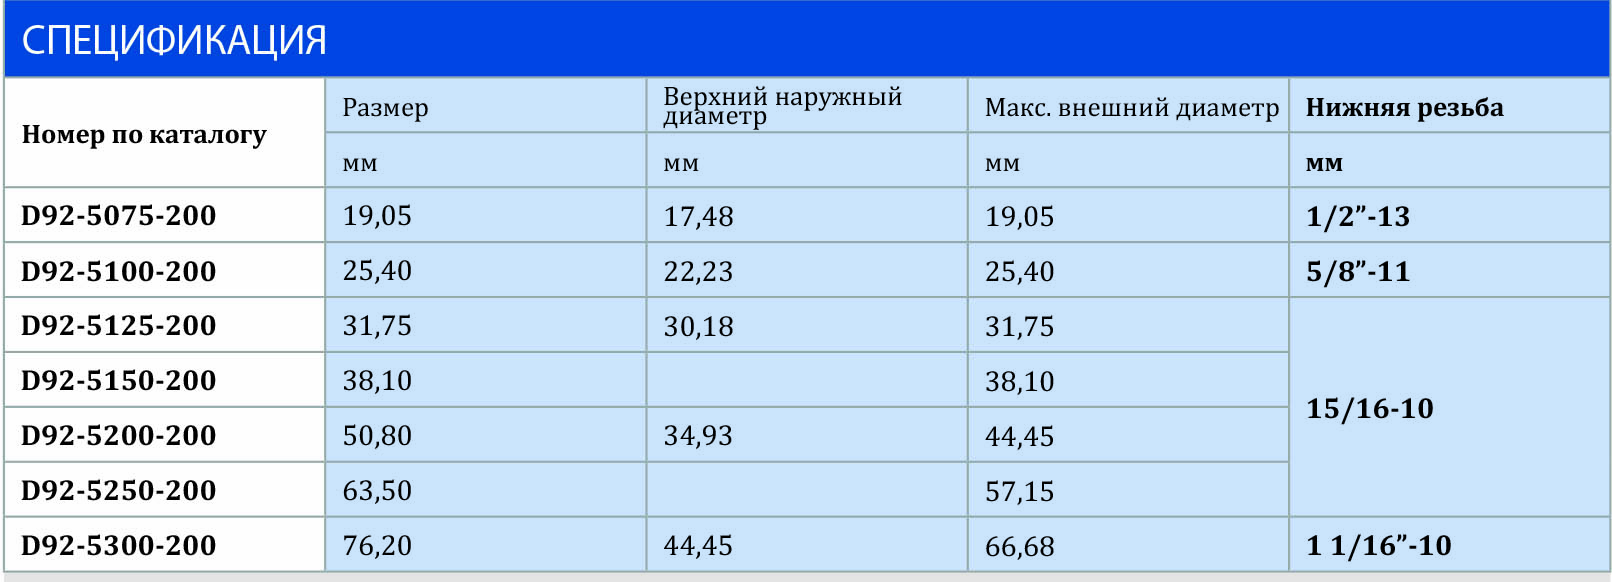 СПЕЦИФИКАЦИЯ
Номер по каталогу Размер Верхний наружный диаметр Макс. внешний диаметр Нижняя резьба
мм мм мм мм
D92-5075-200 19,05 17,48 19,05 1/2”-13
D92-5100-200 25,40 22,23 25,40 5/8”-11
D92-5125-200 31,75 30,18 31,75
D92-5150-200 38,10 38,10
15/16-10
D92-5200-200 50,80 34,93 44,45
D92-5250-200 63,50 57,15
D92-5300-200 76,20 44,45 66,68 1 1/16”-10